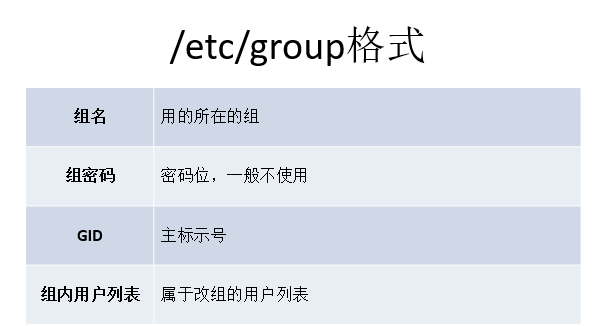 /etc/group格式
组名 用的所在的组
组密码 密码位，一般不使用
GID 主标示号
组内用户列表 属于改组的用户列表